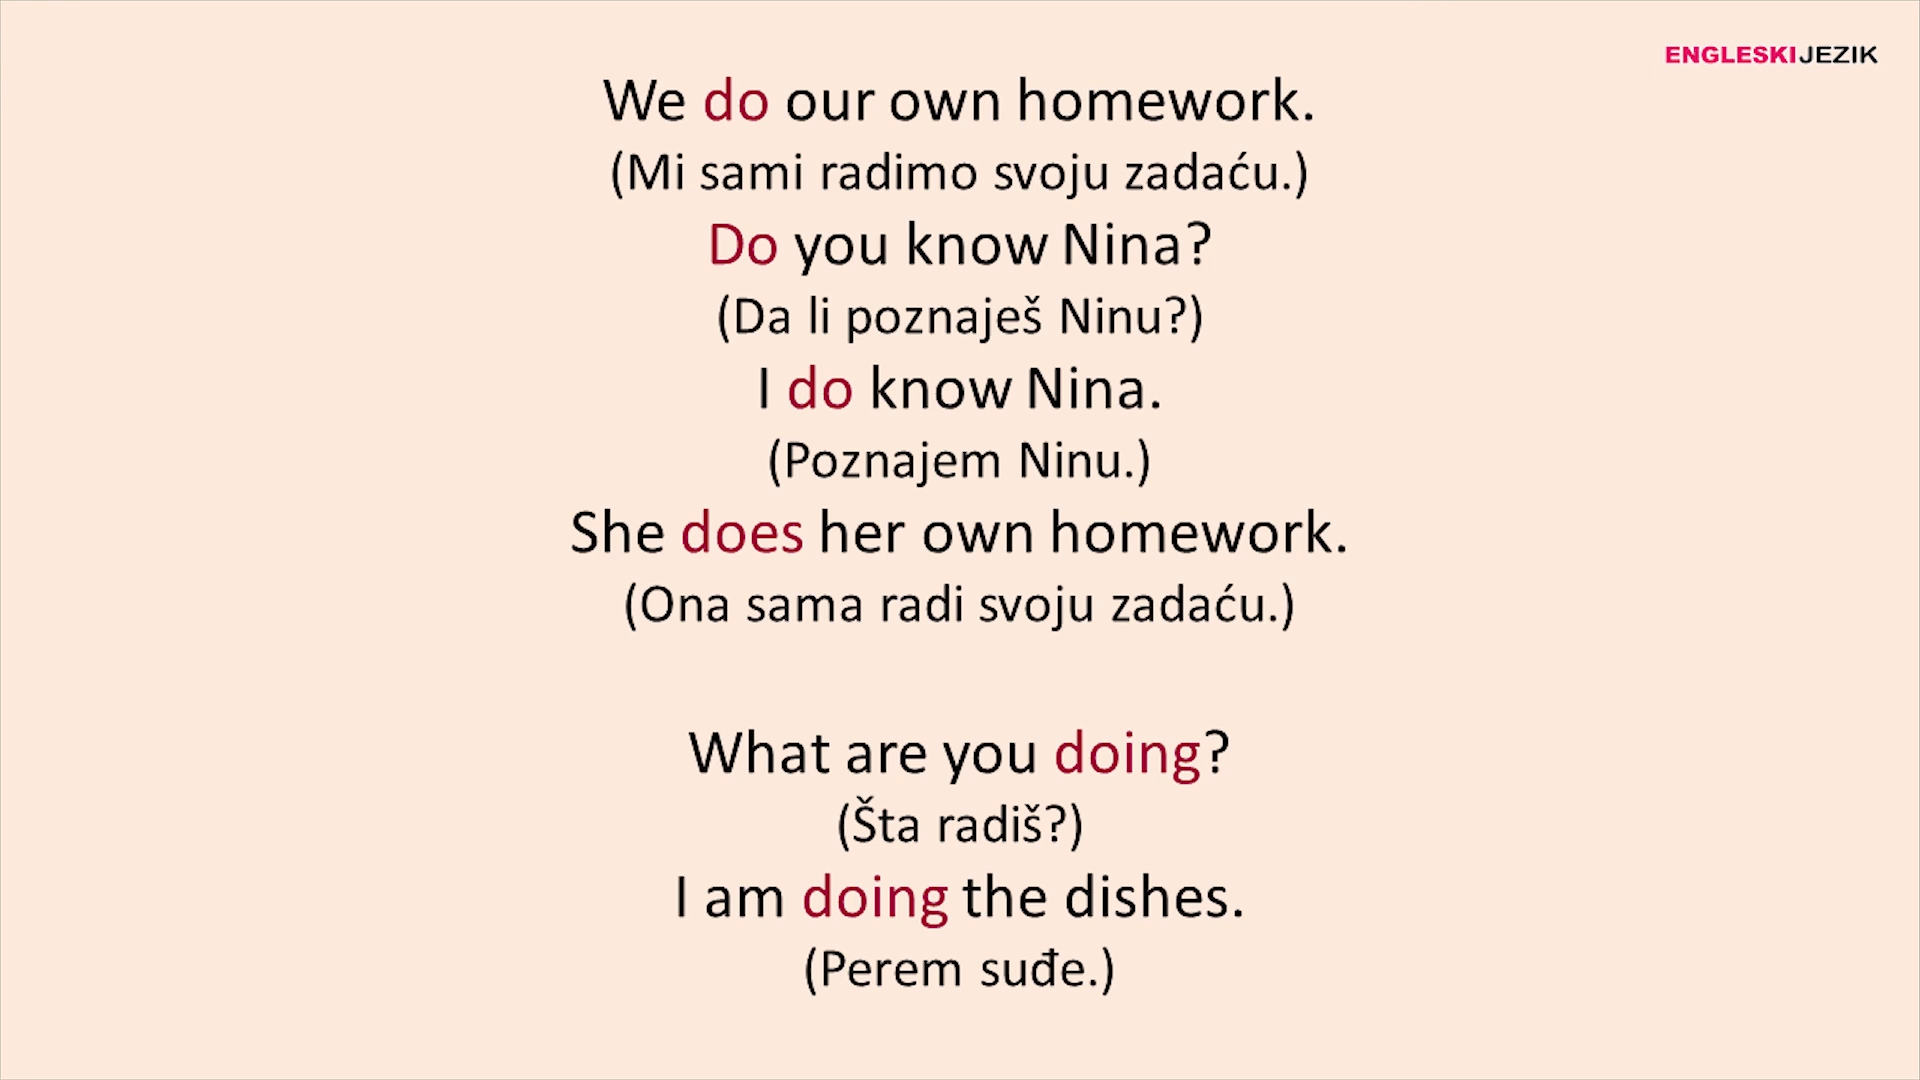 ENGLESKIJEZIK
We do our own homework.
(Mi sami radimo svoju zadaću.)
Do you know Nina?
(Da li poznaješ Ninu?)
I do know Nina.
(Poznajem Ninu.)
She does her own homework.
(Ona sama radi svoju zadaću.)
What are you doing?
(Šta radiš?)
I am doing the dishes.
(Perem suđe.)